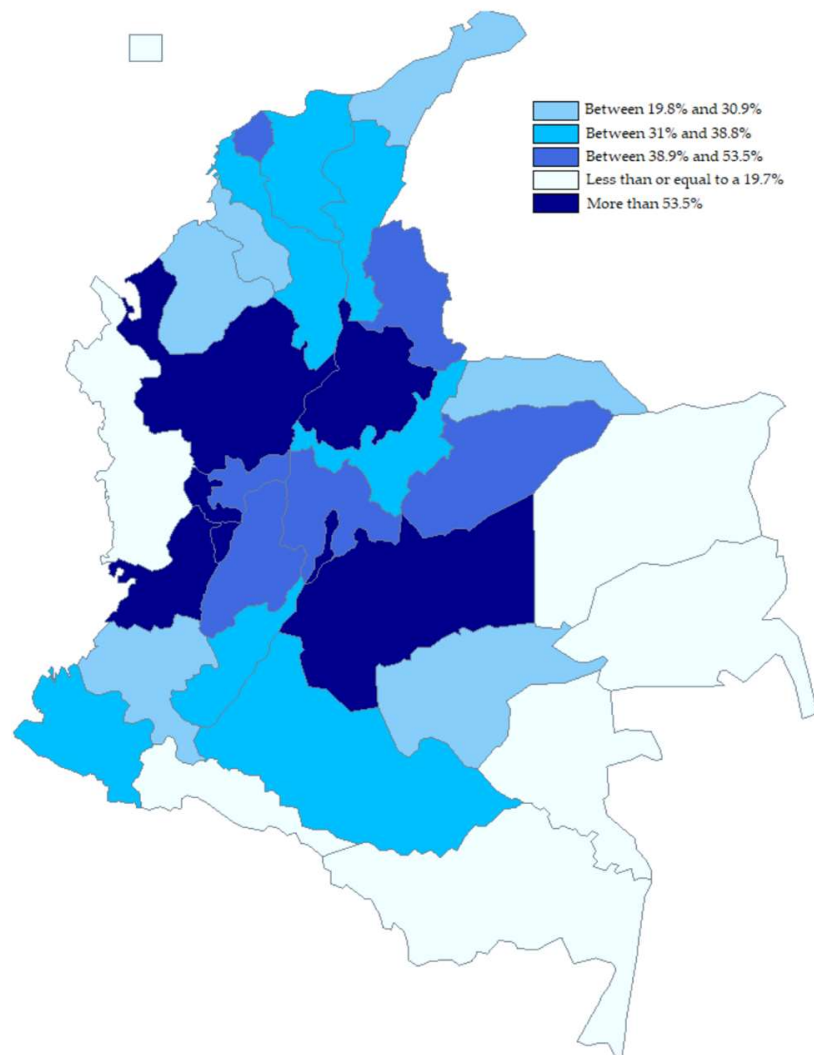 Between 19.8% and 30.9%
Between 31% and 38.8%
Between 38.9% and 53.5%
Less than or equal to a 19.7%
More than 53.5%